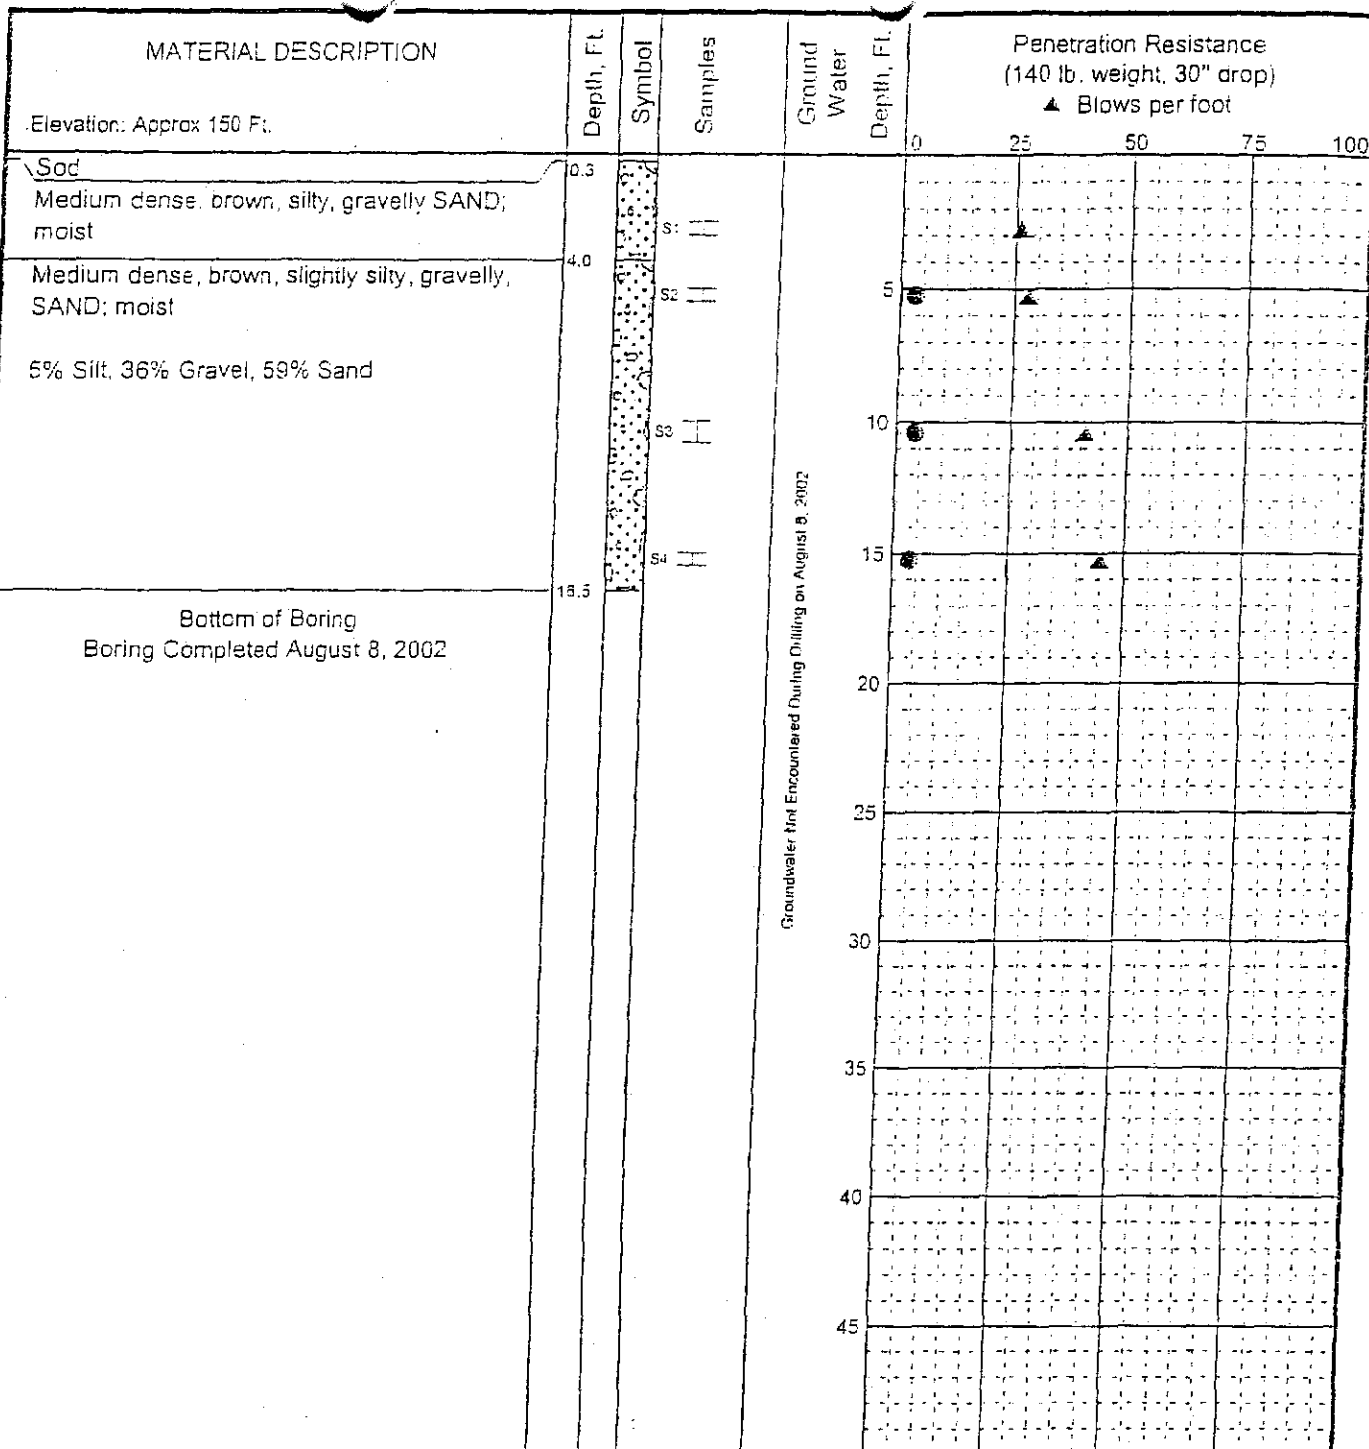 MATERIAL DESCRIPTION
Elevation: Approx 150 Ft.
Depth, Ft.
Symbol
Samples
Ground
Water
Depth, Ft.
Penetration Resistance
(140 lb. weight, 30" drop)
▲ Blows per foot
0 25 50 75 100
Sod
0.3
Medium dense, brown, silty, gravelly SAND;
moist
S1
4.0
Medium dense, brown, slightly silty, gravelly,
SAND; moist
S2
5% Silt, 36% Gravel, 59% Sand
S3
S4
16.5
Bottom of Boring
Boring Completed August 8, 2002
Groundwater Not Encountered During Drilling on August 8, 2002
5
10
15
20
25
30
35
40
45